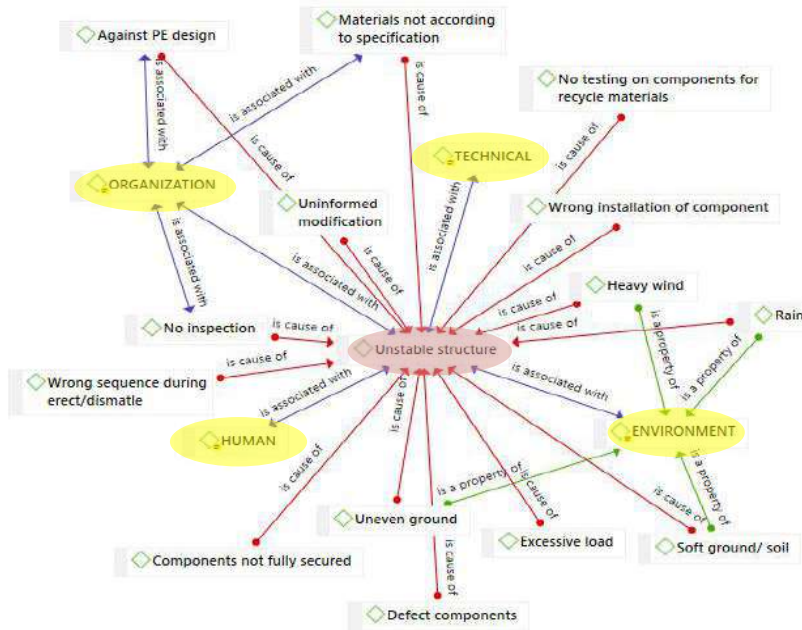 Against PE design
Materials not according
to specification
is associated with
is associated with
is cause of
No testing on components for
recycle materials
TECHNICAL
is cause of
is cause of
ORGANIZATION
Uninformed
modification
Wrong installation of component
is associated with
is associated with
is associated with
is cause of
is cause of
Heavy wind
No inspection
is cause of
is cause of
is cause of
Rain
Unstable structure
is a property of
is a property of
Wrong sequence during
erect/dismatle
is cause of
is associated with
is associated with
HUMAN
is cause of
ENVIRONMENT
is cause of
is a property of
is cause of
is a property of
is cause of
Uneven ground
Components not fully secured
is cause of
Excessive load
Soft ground/ soil
Defect components